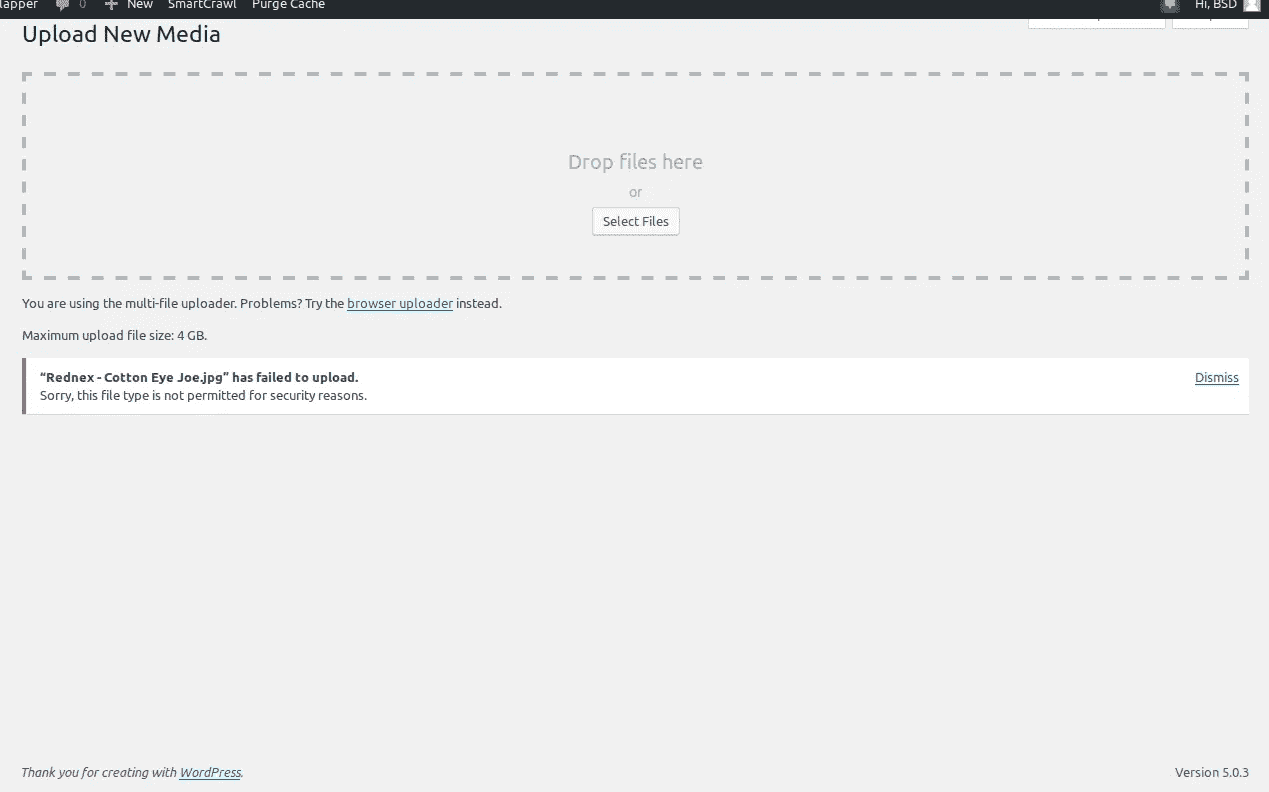 0 New SmartCrawl Purge Cache Hi, BSD
Upload New Media
Drop files here
or
Select Files
You are using the multi-file uploader. Problems? Try the browser uploader instead.
Maximum upload file size: 4 GB.
“Rednex - Cotton Eye Joe.jpg” has failed to upload. Dismiss
Sorry, this file type is not permitted for security reasons.
Thank you for creating with WordPress. Version 5.0.3